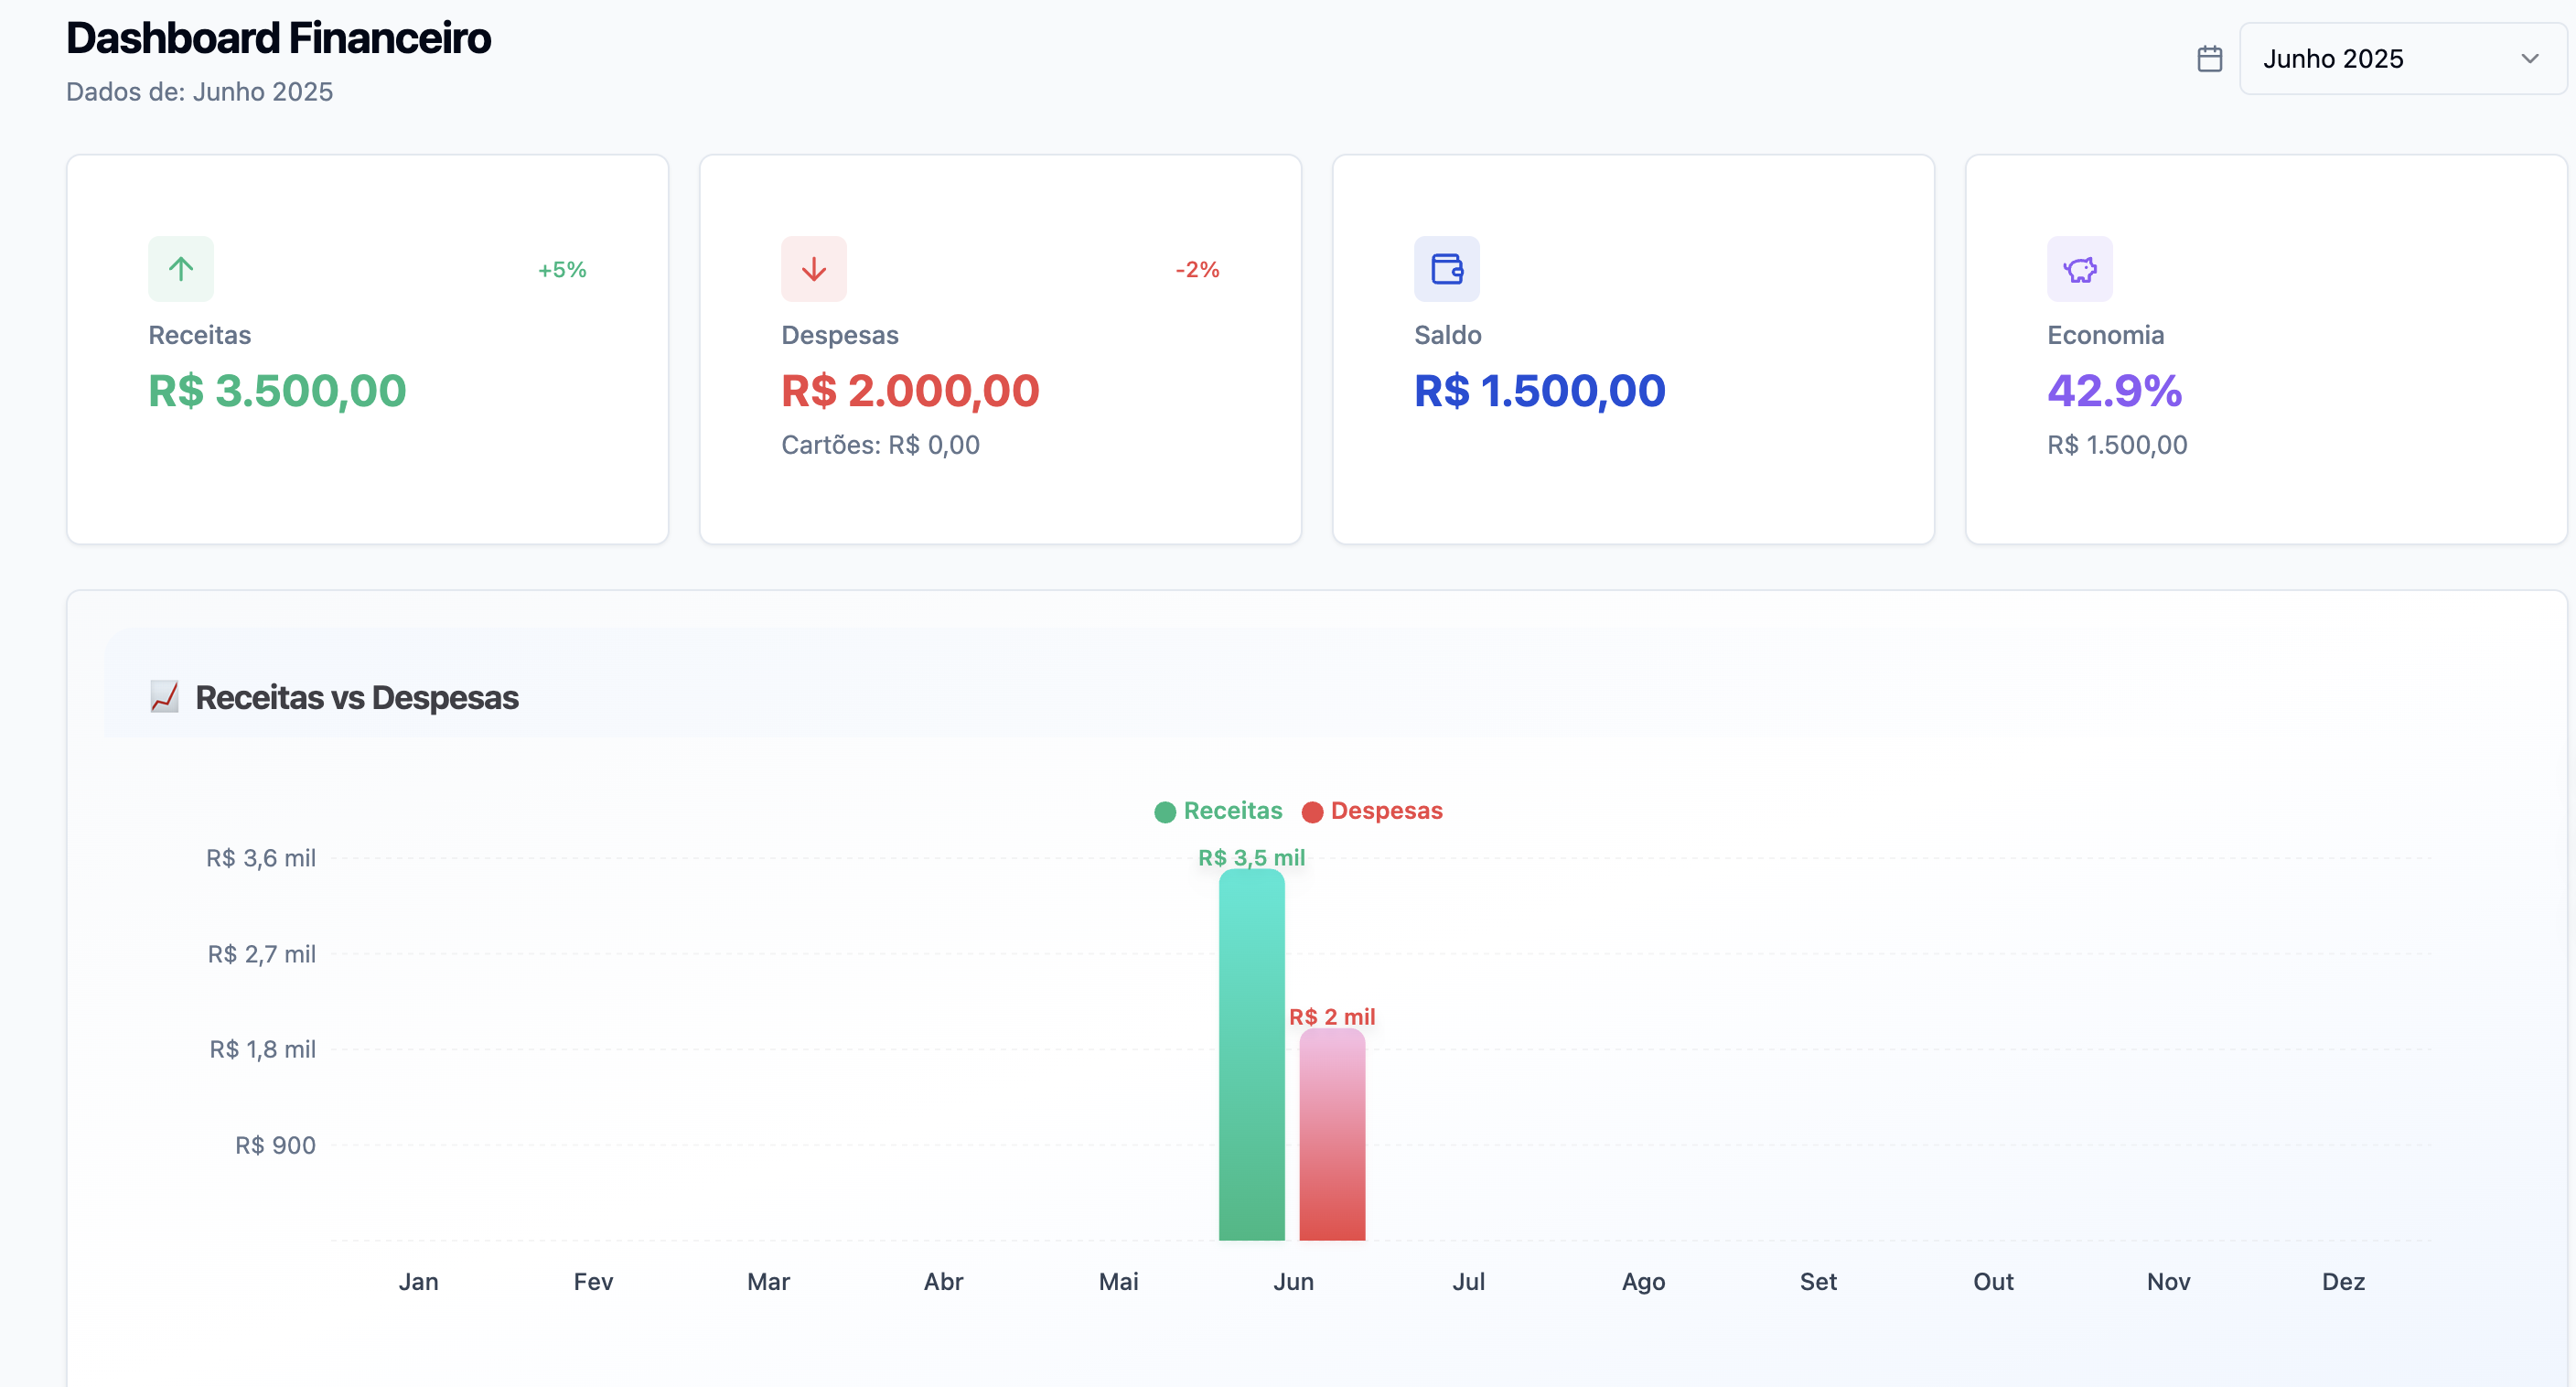 Dashboard Financeiro
Dados de: Junho 2025
Junho 2025
+5%
Receitas
R$ 3.500,00
-2%
Despesas
R$ 2.000,00
Cartões: R$ 0,00
Saldo
R$ 1.500,00
Economia
42.9%
R$ 1.500,00
Receitas vs Despesas
Receitas Despesas
R$ 3,6 mil
R$ 3,5 mil
R$ 2,7 mil
R$ 2 mil
R$ 1,8 mil
R$ 900
Jan Fev Mar Abr Mai Jun Jul Ago Set Out Nov Dez